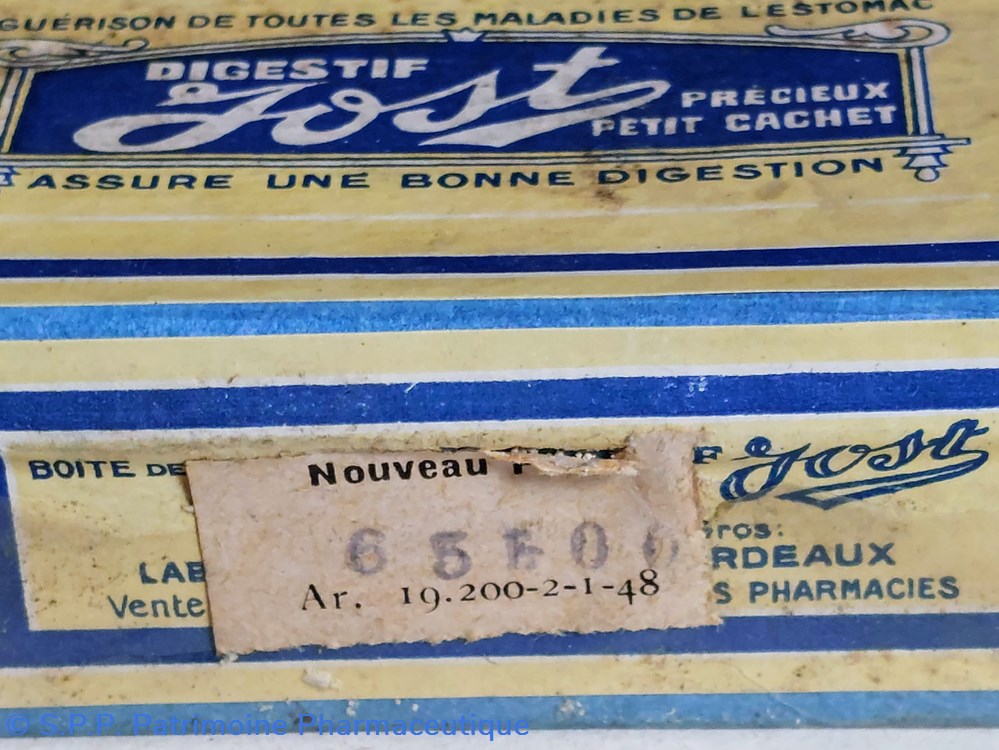 GUÉRISON DE TOUTES LES MALADIES DE L'ESTOMAC
DIGESTIF
Jost
PRÉCIEUX
PETIT CACHET
ASSURE UNE BONNE DIGESTION
BOITE DE
Jost
Nouveau
65F00
Ar. 19.200-2-1-48
Vente
S PHARMACIES
© S.P.P. Patrimoine Pharmaceutique